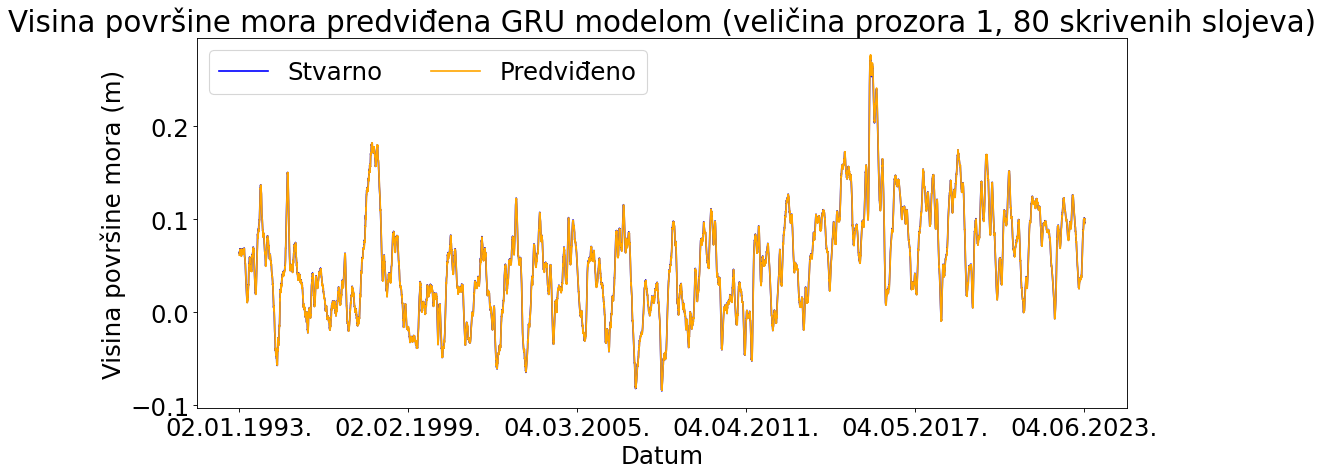 Visina površine mora predviđena GRU modelom (veličina prozora 1, 80 skrivenih slojeva)
Stvarno
Predviđeno
Visina površine mora (m)
0.2
0.1
0.0
−0.1
02.01.1993.
02.02.1999.
04.03.2005.
04.04.2011.
04.05.2017.
04.06.2023.
Datum